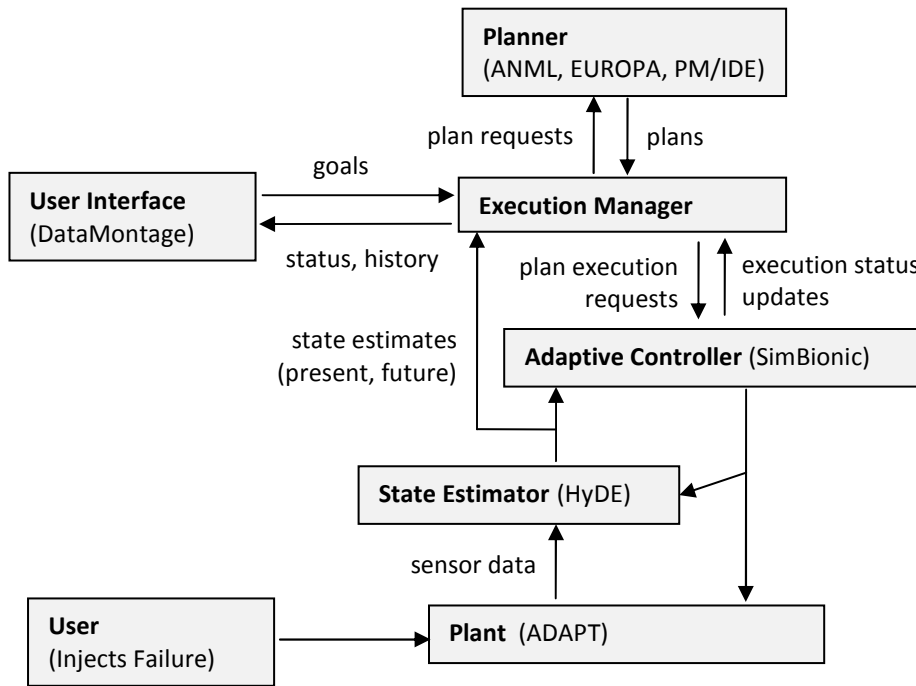 Planner
(ANML, EUROPA, PM/IDE)
plan requests
plans
goals
User Interface
(DataMontage)
Execution Manager
status, history
plan execution
requests
execution status
updates
state estimates
(present, future)
Adaptive Controller (SimBionic)
State Estimator (HyDE)
sensor data
User
(Injects Failure)
Plant (ADAPT)